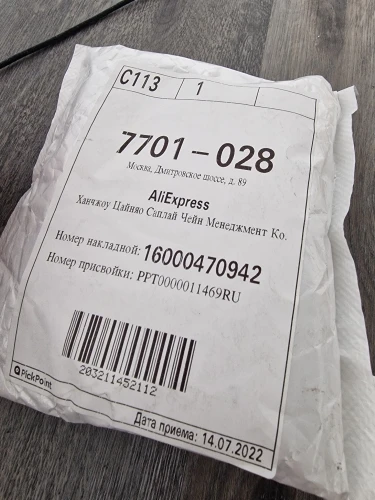 C113 1
7701-028
Москва, Дмитровское шоссе, д. 89
AliExpress
Ханчжоу Цайняо Сапплай Чейн Менеджмент Ко.
Номер накладной: 16000470942
Номер присвойки: PPT0000011469RU
203211452112
PickPoint
Дата приема: 14.07.2022